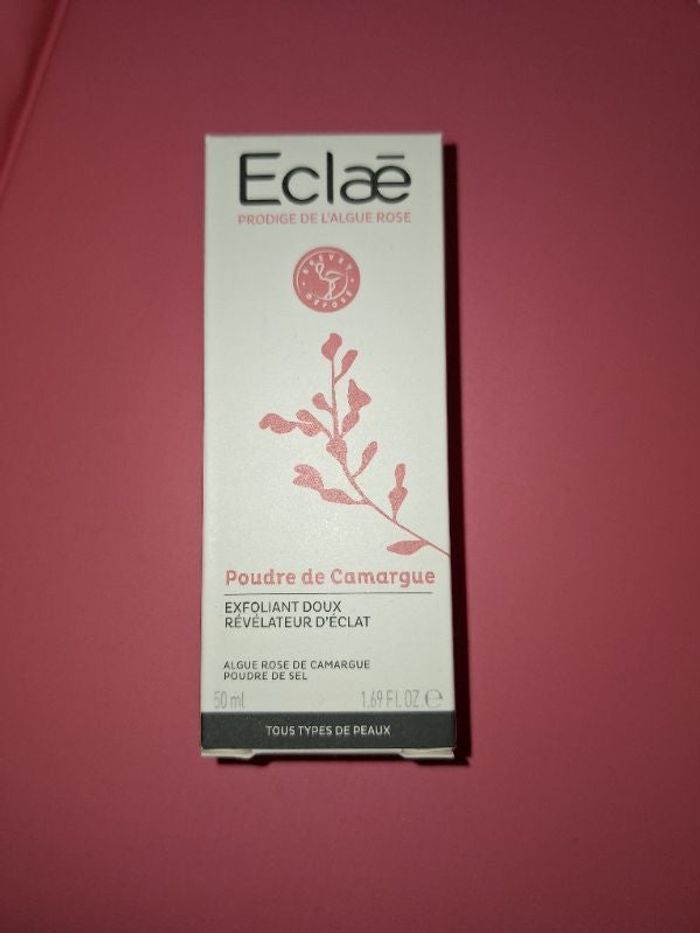 Eclaē
PRODIGE DE L'ALGUE ROSE
BREVET
DÉPOSÉ
Poudre de Camargue
EXFOLIANT DOUX
RÉVÉLATEUR D'ÉCLAT
ALGUE ROSE DE CAMARGUE
POUDRE DE SEL
50 ml 1.69 FL.OZ. ℮
TOUS TYPES DE PEAUX